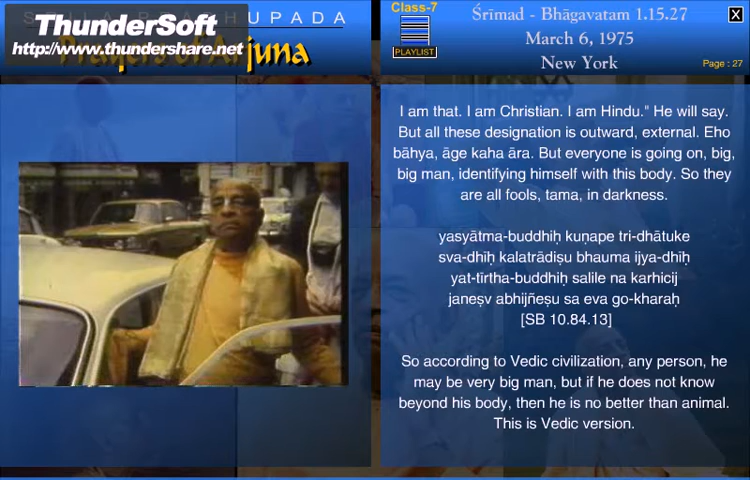 ThunderSoft
http://www.thundershare.net
Prayers of Arjuna
Class-7
PLAYLIST
Śrīmad - Bhāgavatam 1.15.27
March 6, 1975
New York
X
Page : 27
I am that. I am Christian. I am Hindu." He will say.
But all these designation is outward, external. Eho
bāhya, āge kaha āra. But everyone is going on, big,
big man, identifying himself with this body. So they
are all fools, tama, in darkness.
yasyātma-buddhiḥ kuṇape tri-dhātuke
sva-dhīḥ kalatrādiṣu bhauma ijya-dhīḥ
yat-tīrtha-buddhiḥ salile na karhicij
janeṣv abhijñeṣu sa eva go-kharaḥ
[SB 10.84.13]
So according to Vedic civilization, any person, he
may be very big man, but if he does not know
beyond his body, then he is no better than animal.
This is Vedic version.